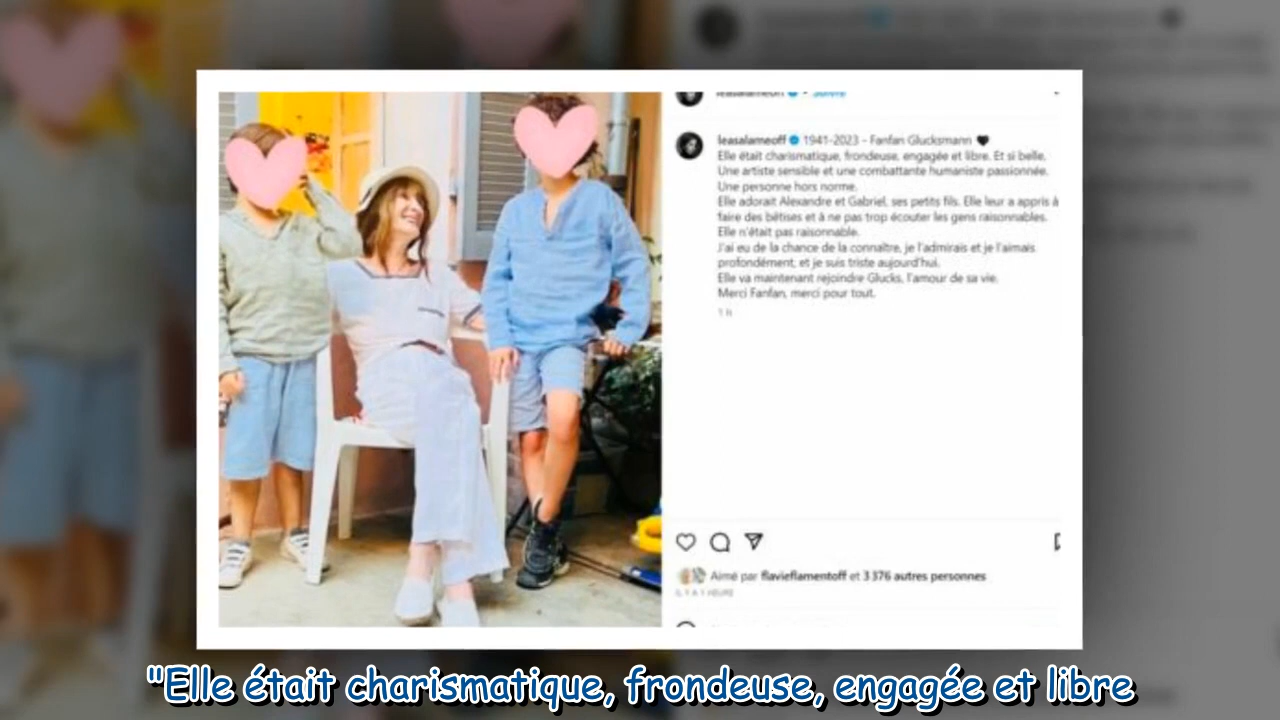 leasalameoff • Suivre
leasalameoff 1941-2023 - Fanfan Glucksmann 🖤
Elle était charismatique, frondeuse, engagée et libre. Et si belle.
Une artiste sensible et une combattante humaniste passionnée.
Une personne hors norme.
Elle adorait Alexandre et Gabriel, ses petits fils. Elle leur a appris à
faire des bêtises et à ne pas trop écouter les gens raisonnables.
Elle n'était pas raisonnable.
J'ai eu de la chance de la connaître, je l'admirais et je l'aimais
profondément, et je suis triste aujourd'hui.
Elle va maintenant rejoindre Glucks, l'amour de sa vie.
Merci Fanfan, merci pour tout.
1 h
Aimé par flavieflamentoff et 3 376 autres personnes
IL Y A 1 HEURE
"Elle était charismatique, frondeuse, engagée et libre